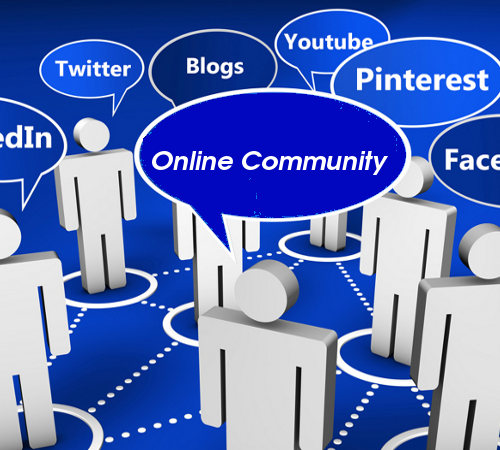 Youtube
Twitter
Blogs
Pinterest
edIn
Online Community
Face